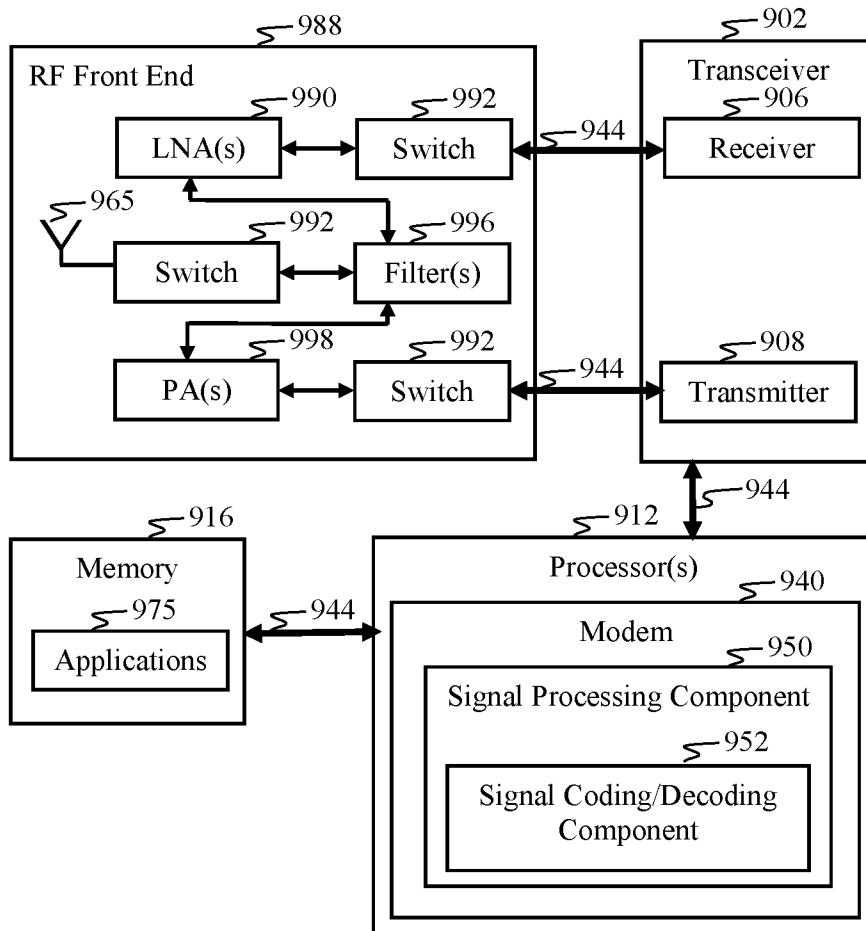 988
902
RF Front End
Transceiver
990
992
906
LNA(s)
Switch
944
Receiver
965
992
996
Switch
Filter(s)
998
992
908
PA(s)
Switch
944
Transmitter
944
916
912
Memory
Processor(s)
975
944
940
Applications
Modem
950
Signal Processing Component
952
Signal Coding/Decoding
Component